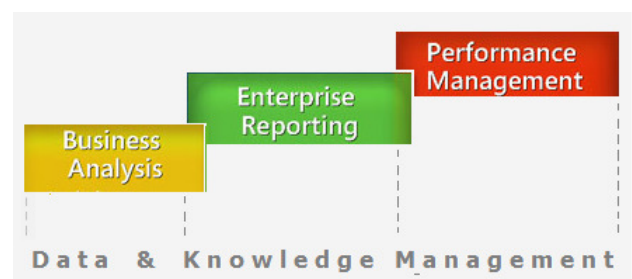 Performance
Management
Enterprise
Reporting
Business
Analysis
Data & Knowledge Management